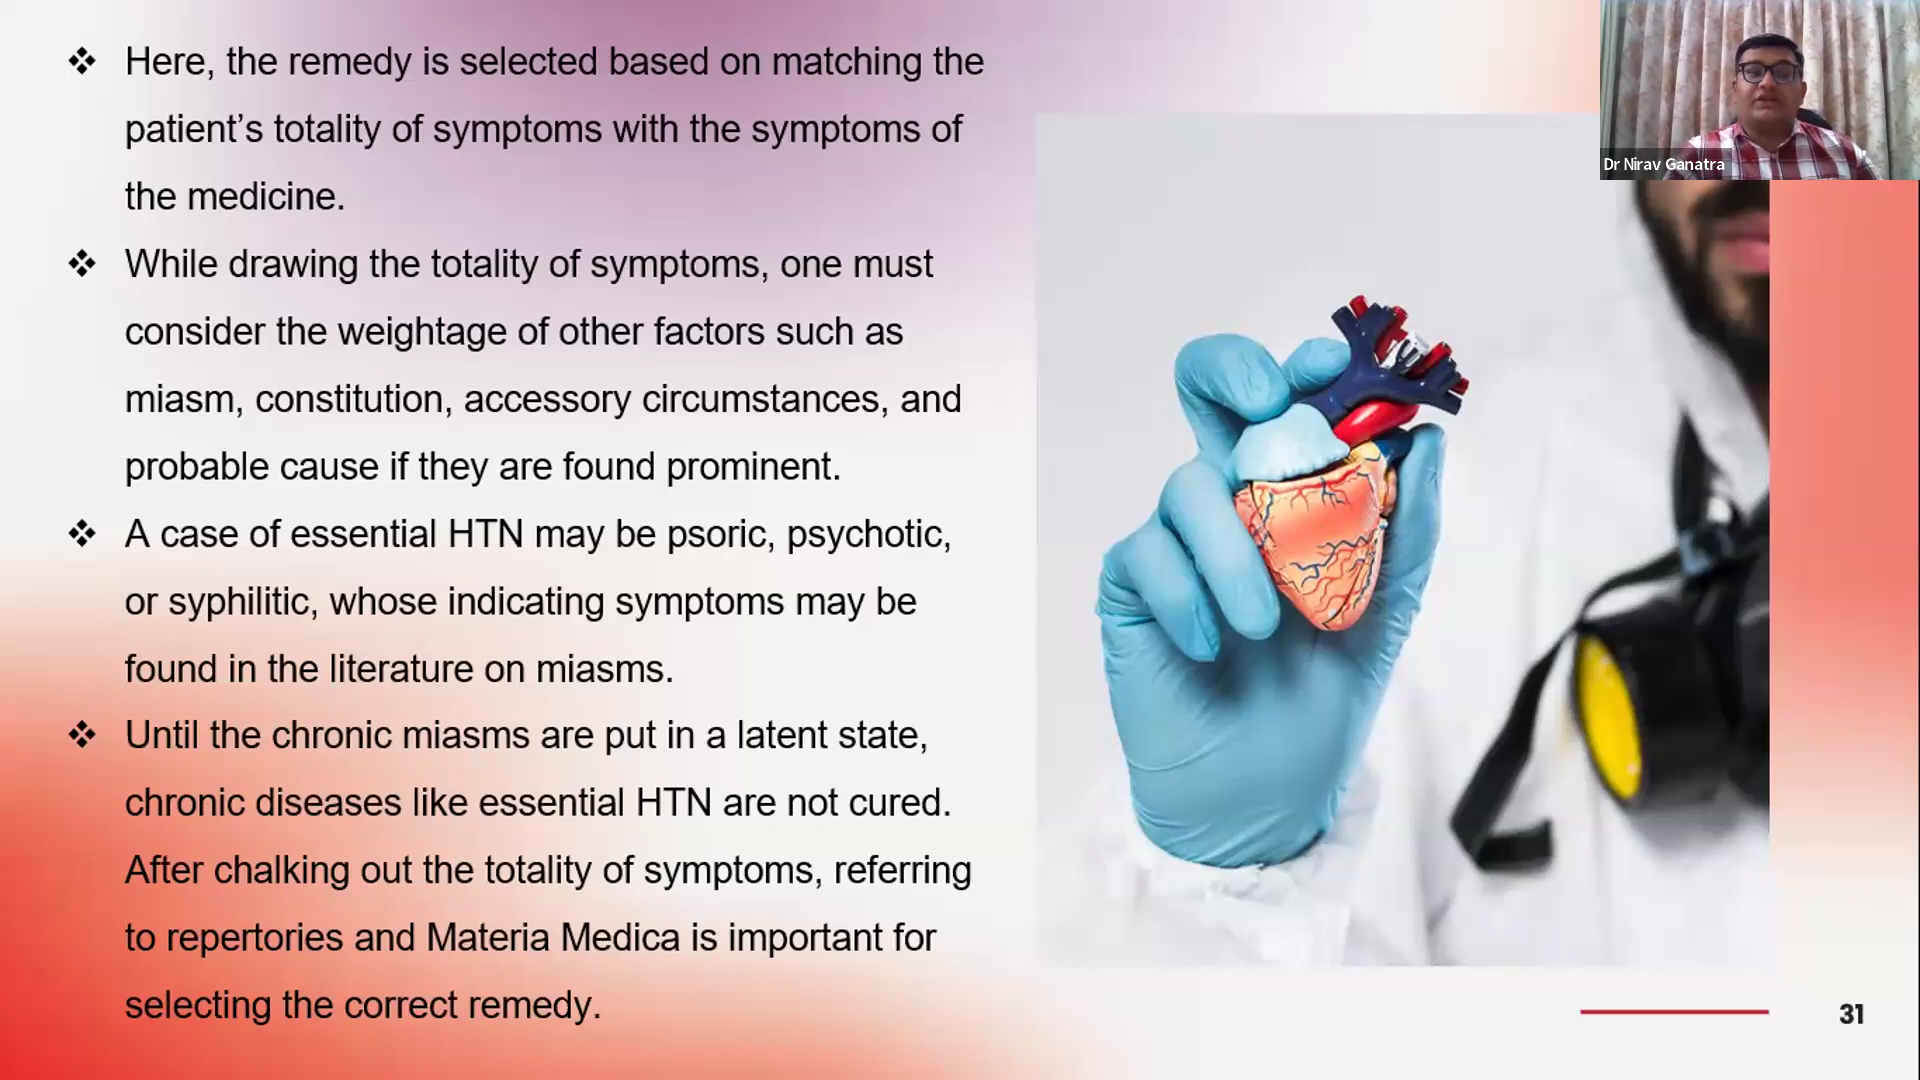 ❖ Here, the remedy is selected based on matching the
patient’s totality of symptoms with the symptoms of
the medicine.
❖ While drawing the totality of symptoms, one must
consider the weightage of other factors such as
miasm, constitution, accessory circumstances, and
probable cause if they are found prominent.
❖ A case of essential HTN may be psoric, psychotic,
or syphilitic, whose indicating symptoms may be
found in the literature on miasms.
❖ Until the chronic miasms are put in a latent state,
chronic diseases like essential HTN are not cured.
After chalking out the totality of symptoms, referring
to repertories and Materia Medica is important for
selecting the correct remedy.
Dr Nirav Ganatra
31